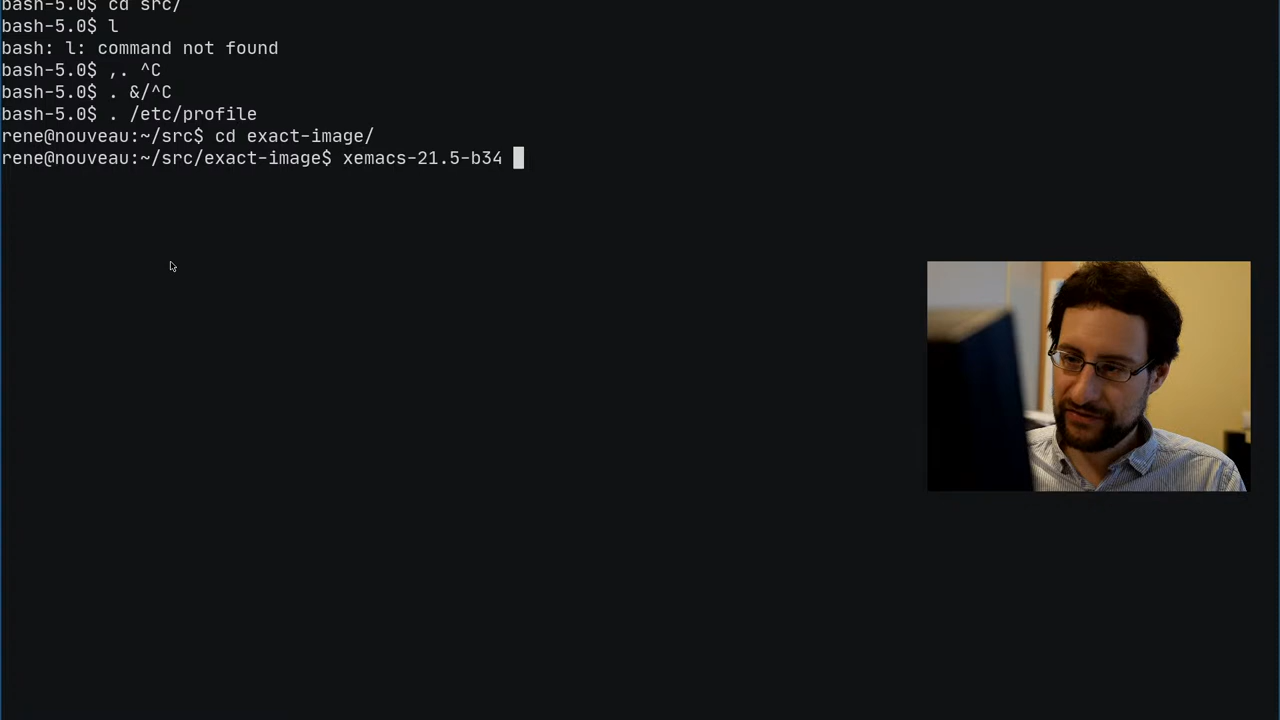 bash-5.0$ cd src/
bash-5.0$ l
bash: l: command not found
bash-5.0$ ,. ^C
bash-5.0$ . &/^C
bash-5.0$ . /etc/profile
rene@nouveau:~/src$ cd exact-image/
rene@nouveau:~/src/exact-image$ xemacs-21.5-b34